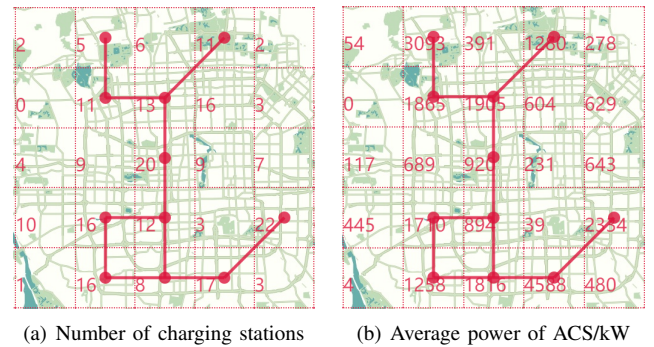 2 5 6 11 2
0 11 13 16 3
4 9 20 9 7
10 16 12 3 22
1 16 8 17 3
(a) Number of charging stations
54 3093 391 1280 278
0 1865 1905 604 629
117 689 920 231 643
445 1710 894 39 2334
4 1258 1816 4588 480
(b) Average power of ACS/kW